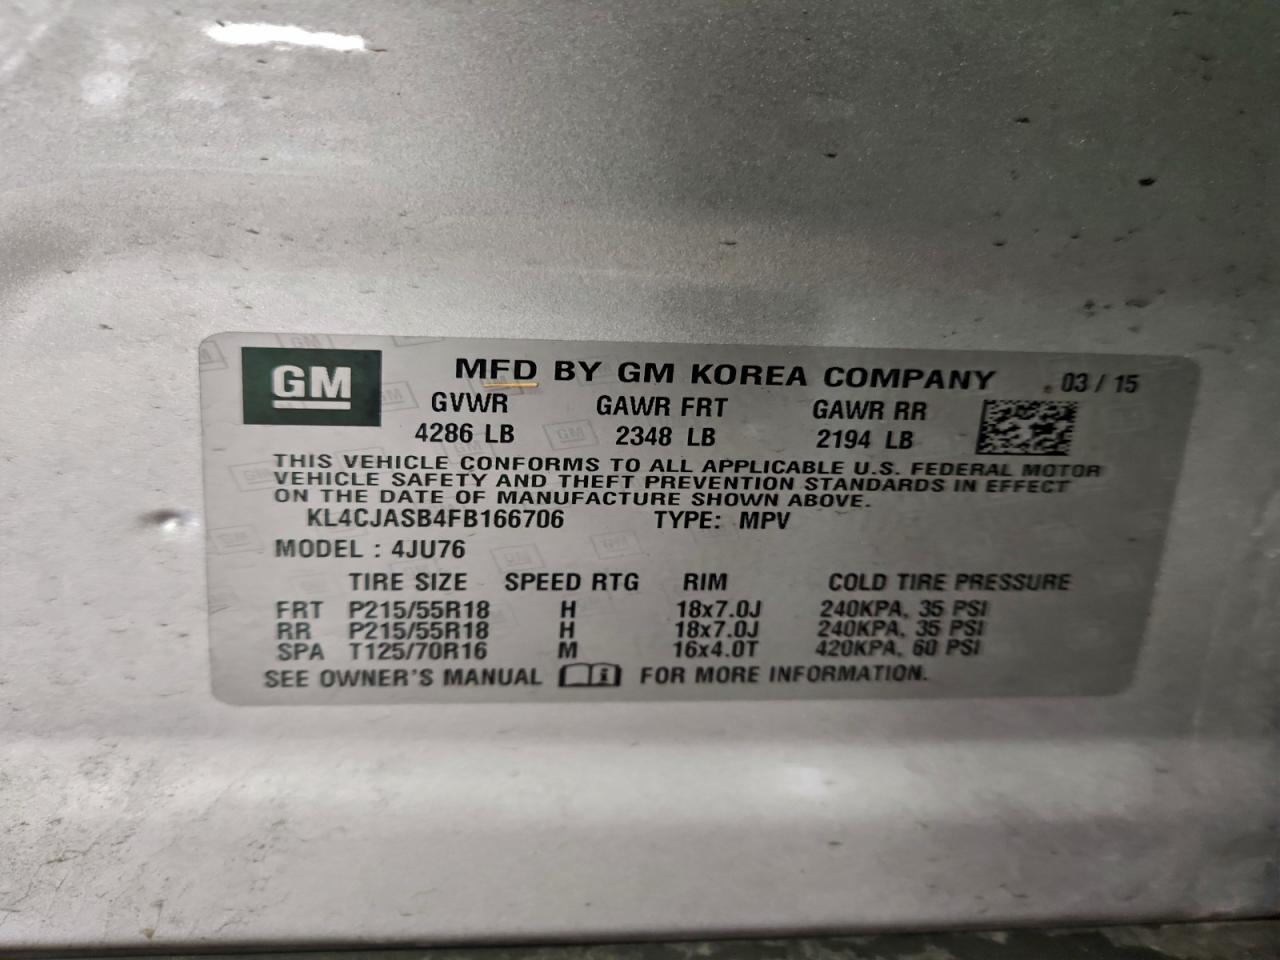 GM
MFD BY GM KOREA COMPANY 03 / 15
GVWR GAWR FRT GAWR RR
4286 LB 2348 LB 2194 LB
THIS VEHICLE CONFORMS TO ALL APPLICABLE U.S. FEDERAL MOTOR
VEHICLE SAFETY AND THEFT PREVENTION STANDARDS IN EFFECT
ON THE DATE OF MANUFACTURE SHOWN ABOVE.
KL4CJASB4FB166706 TYPE: MPV
MODEL : 4JU76
TIRE SIZE SPEED RTG RIM COLD TIRE PRESSURE
FRT P215/55R18 H 18x7.0J 240KPA, 35 PSI
RR P215/55R18 H 18x7.0J 240KPA, 35 PSI
SPA T125/70R16 M 16x4.0T 420KPA, 60 PSI
SEE OWNER'S MANUAL i FOR MORE INFORMATION.